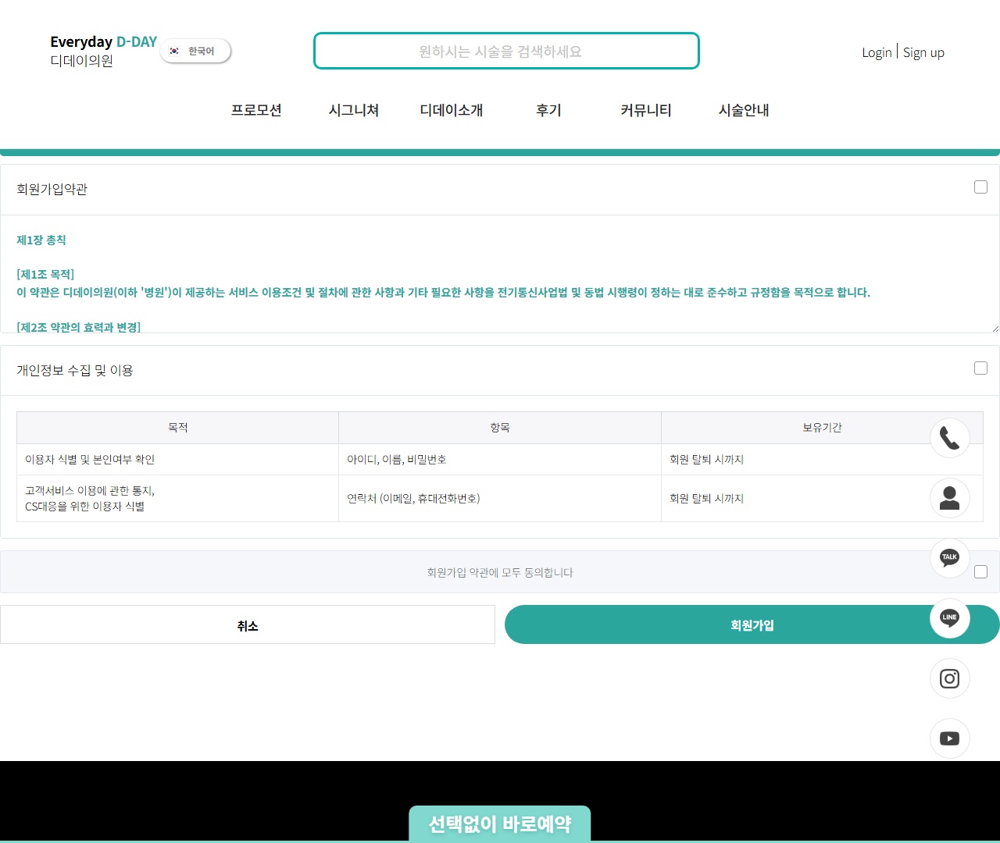 Everyday D-DAY
디데이의원
한국어
원하시는 시술을 검색하세요
Login | Sign up
프로모션 시그니쳐 디데이소개 후기 커뮤니티 시술안내
회원가입약관
제1장 총칙
[제1조 목적]
이 약관은 디데이의원(이하 '병원')이 제공하는 서비스 이용조건 및 절차에 관한 사항과 기타 필요한 사항을 전기통신사업법 및 동법 시행령이 정하는 대로 준수하고 규정함을 목적으로 합니다.
[제2조 약관의 효력과 변경]
개인정보 수집 및 이용
목적 항목 보유기간
이용자 식별 및 본인여부 확인 아이디, 이름, 비밀번호 회원 탈퇴 시까지
고객서비스 이용에 관한 통지,
CS대응을 위한 이용자 식별 연락처 (이메일, 휴대전화번호) 회원 탈퇴 시까지
TALK
회원가입 약관에 모두 동의합니다
취소 회원가입
LINE
선택없이 바로예약